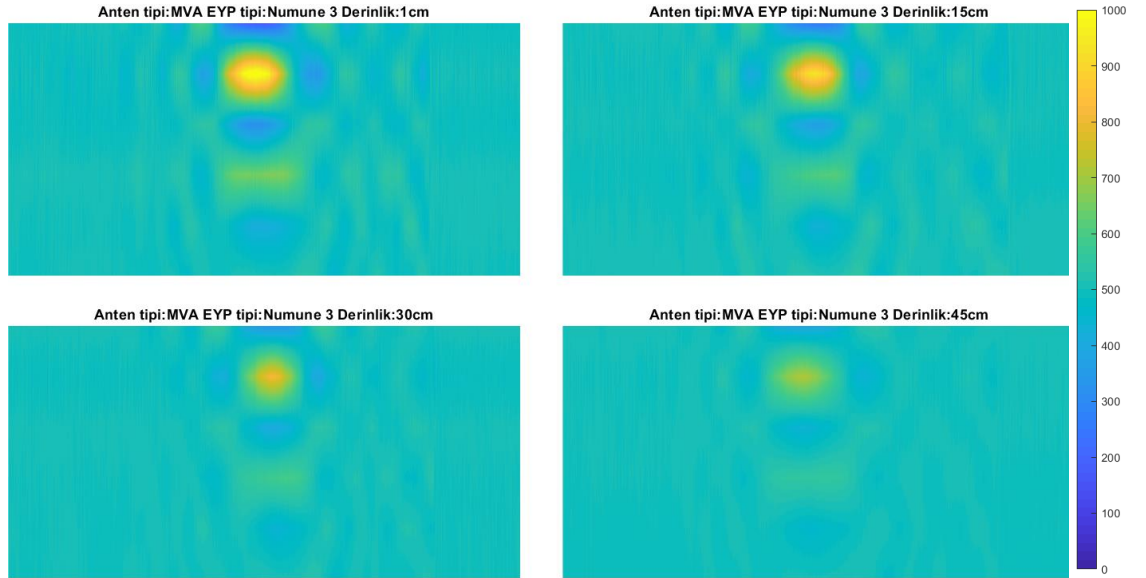 Anten tipi:MVA EYP tipi:Numune 3 Derinlik:1cm
Anten tipi:MVA EYP tipi:Numune 3 Derinlik:15cm
1000
900
800
700
600
500
400
300
200
100
0
Anten tipi:MVA EYP tipi:Numune 3 Derinlik:30cm
Anten tipi:MVA EYP tipi:Numune 3 Derinlik:45cm